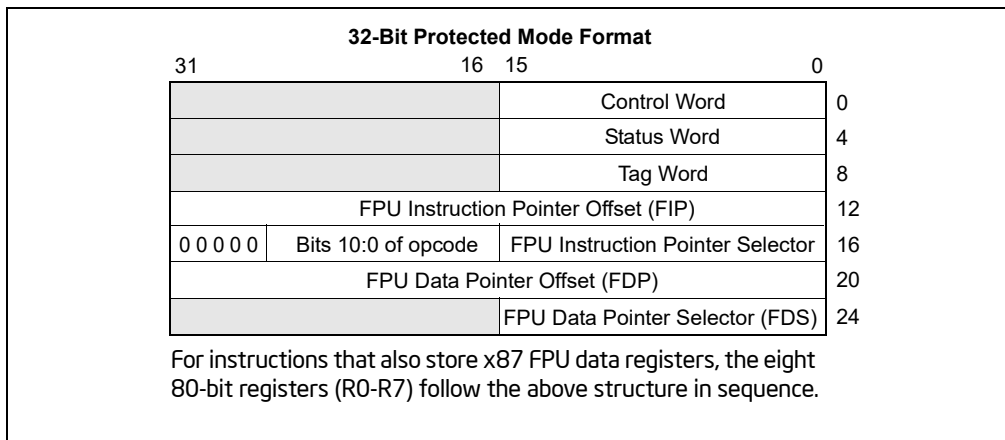 32-Bit Protected Mode Format
31 16 15 0
Control Word 0
Status Word 4
Tag Word 8
FPU Instruction Pointer Offset (FIP) 12
0 0 0 0 0 Bits 10:0 of opcode FPU Instruction Pointer Selector 16
FPU Data Pointer Offset (FDP) 20
FPU Data Pointer Selector (FDS) 24
For instructions that also store x87 FPU data registers, the eight
80-bit registers (R0-R7) follow the above structure in sequence.